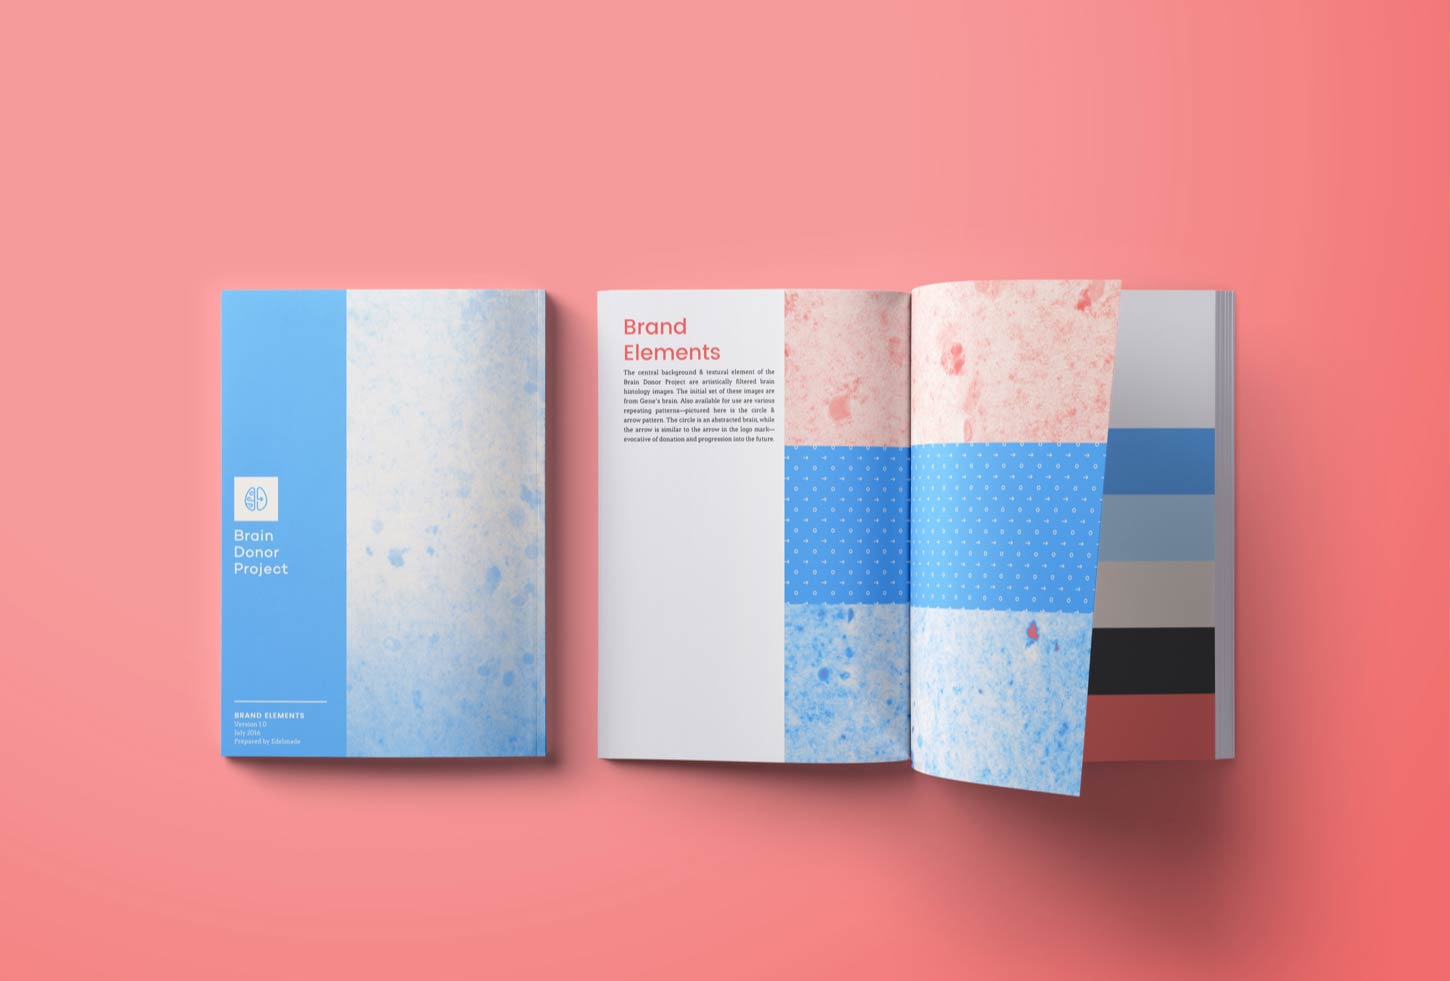 Brain
Donor
Project
BRAND ELEMENTS
Version 1.0
July 2016
Prepared by Edelmade
Brand
Elements
The central background & textural element of the
Brain Donor Project are artistically filtered brain
histology images. The initial set of these images are
from Gene's brain. Also available for use are various
repeating patterns—pictured here is the circle &
arrow pattern. The circle is an abstracted brain, while
the arrow is similar to the arrow in the logo mark—
evocative of donation and progression into the future.